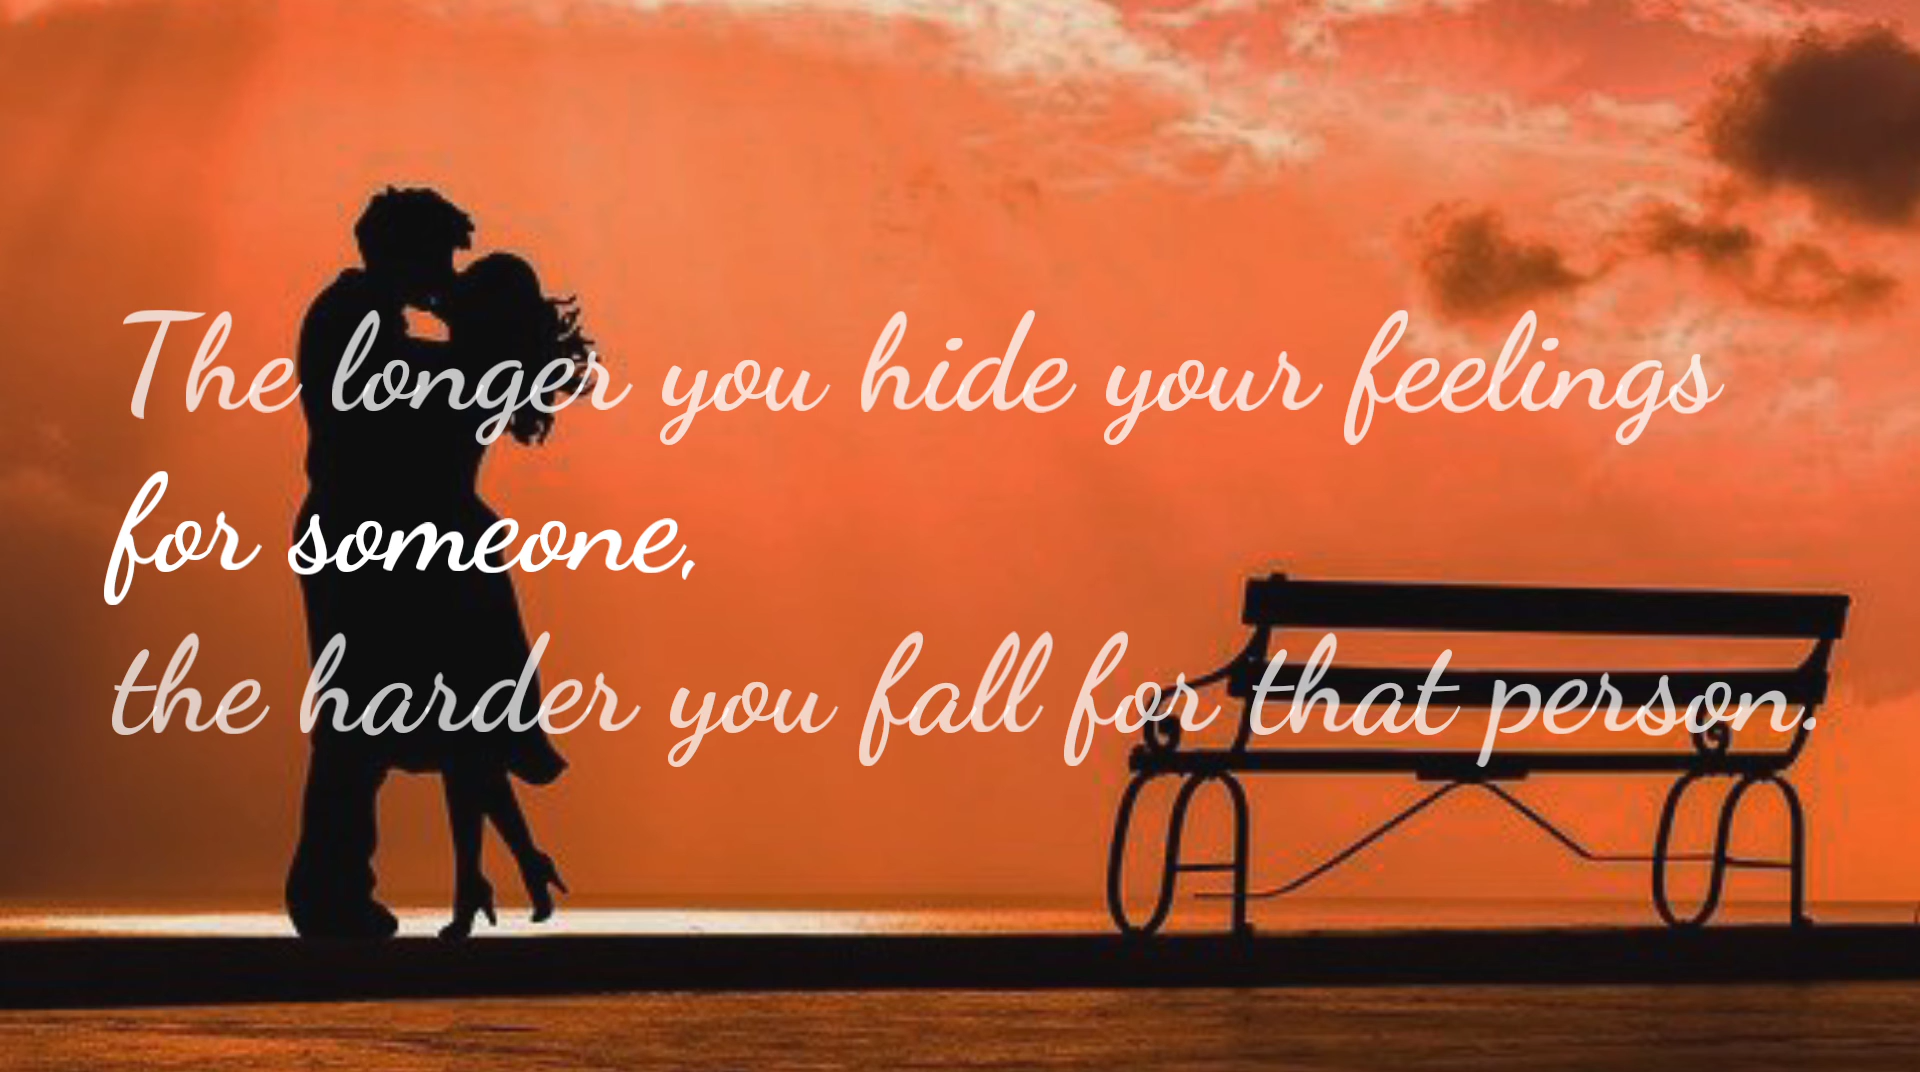 The longer you hide your feelings
for someone,
the harder you fall for that person.